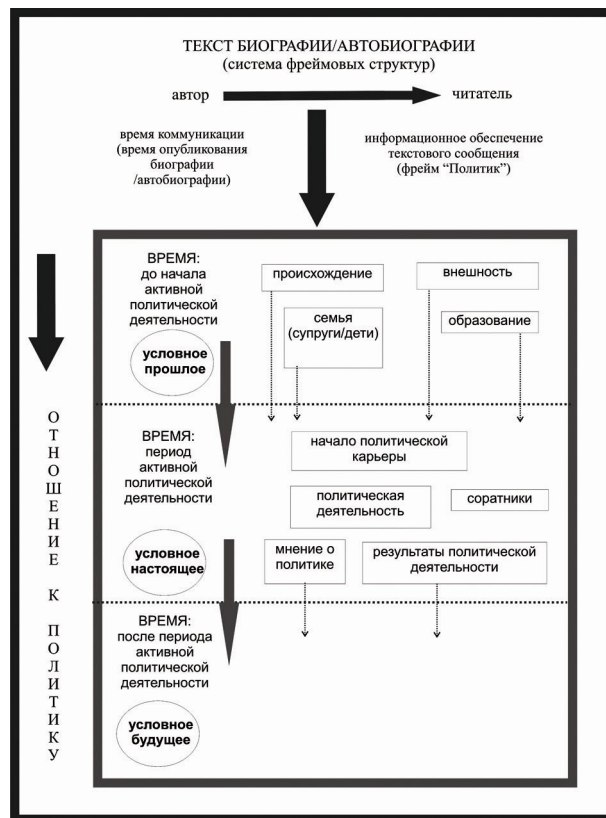 ТЕКСТ БИОГРАФИИ/АВТОБИОГРАФИИ
(система фреймовых структур)
автор
читатель
время коммуникации
(время опубликования
биографии
/автобиографии)
информационное обеспечение
текстового сообщения
(фрейм “Политик”)
ОТНОШЕНИЕ К ПОЛИТИКУ
ВРЕМЯ:
до начала
активной
политической
деятельности
условное
прошлое
происхождение
внешность
семья
(супруги/дети)
образование
ВРЕМЯ:
период
активной
политической
деятельности
условное
настоящее
начало политической
карьеры
политическая
деятельность
соратники
мнение о
политике
результаты политической
деятельности
ВРЕМЯ:
после периода
активной
политической
деятельности
условное
будущее